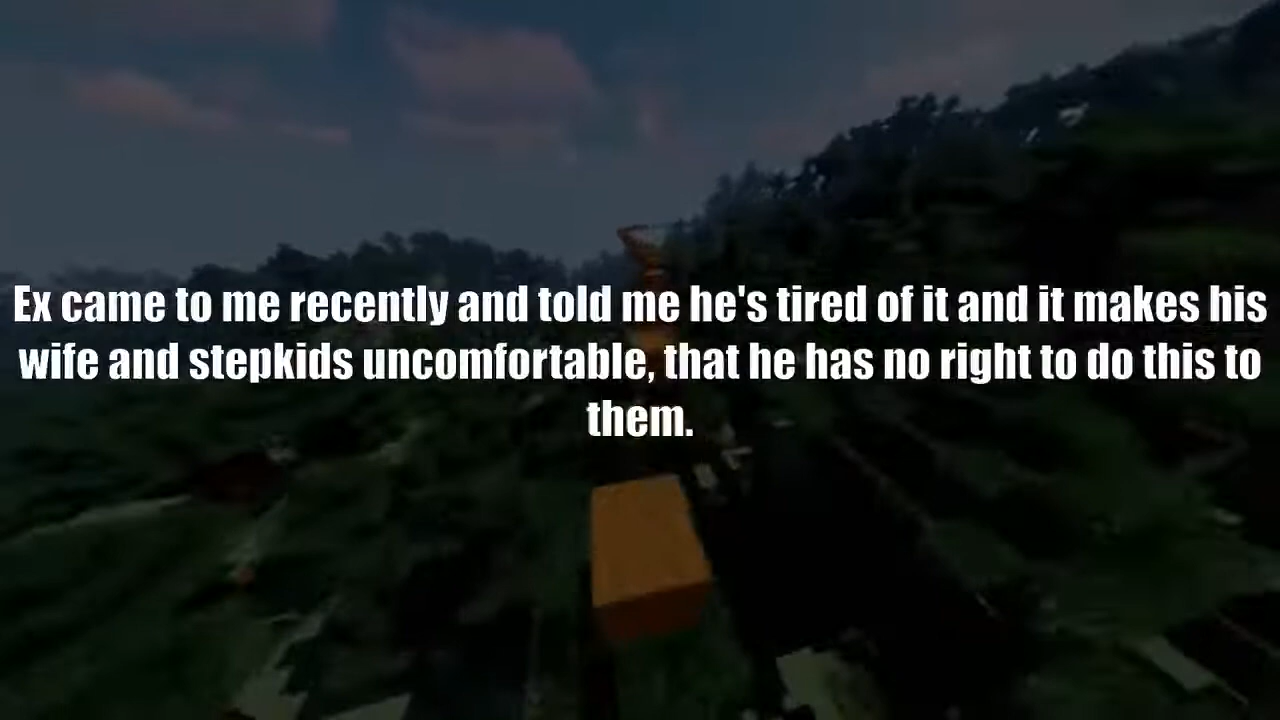 Ex came to me recently and told me he's tired of it and it makes his
wife and stepkids uncomfortable, that he has no right to do this to
them.